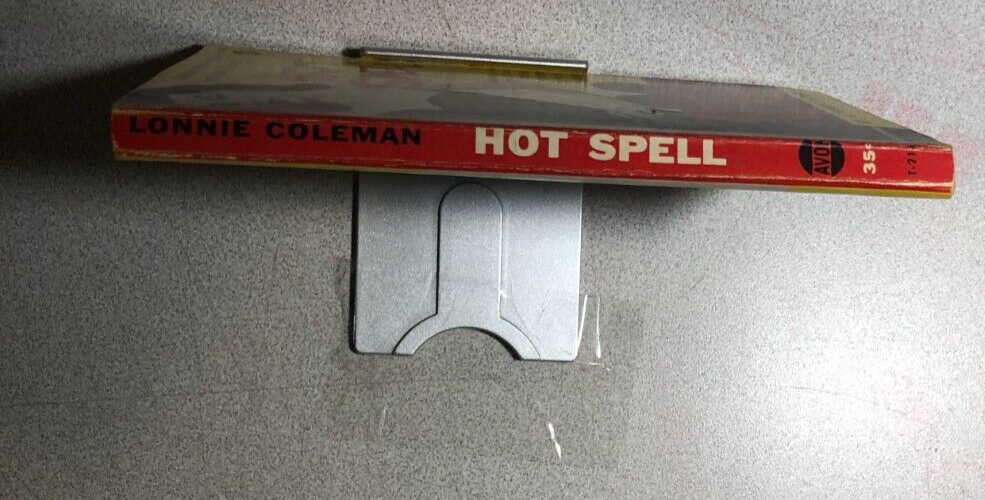 LONNIE COLEMAN HOT SPELL AVON 35¢